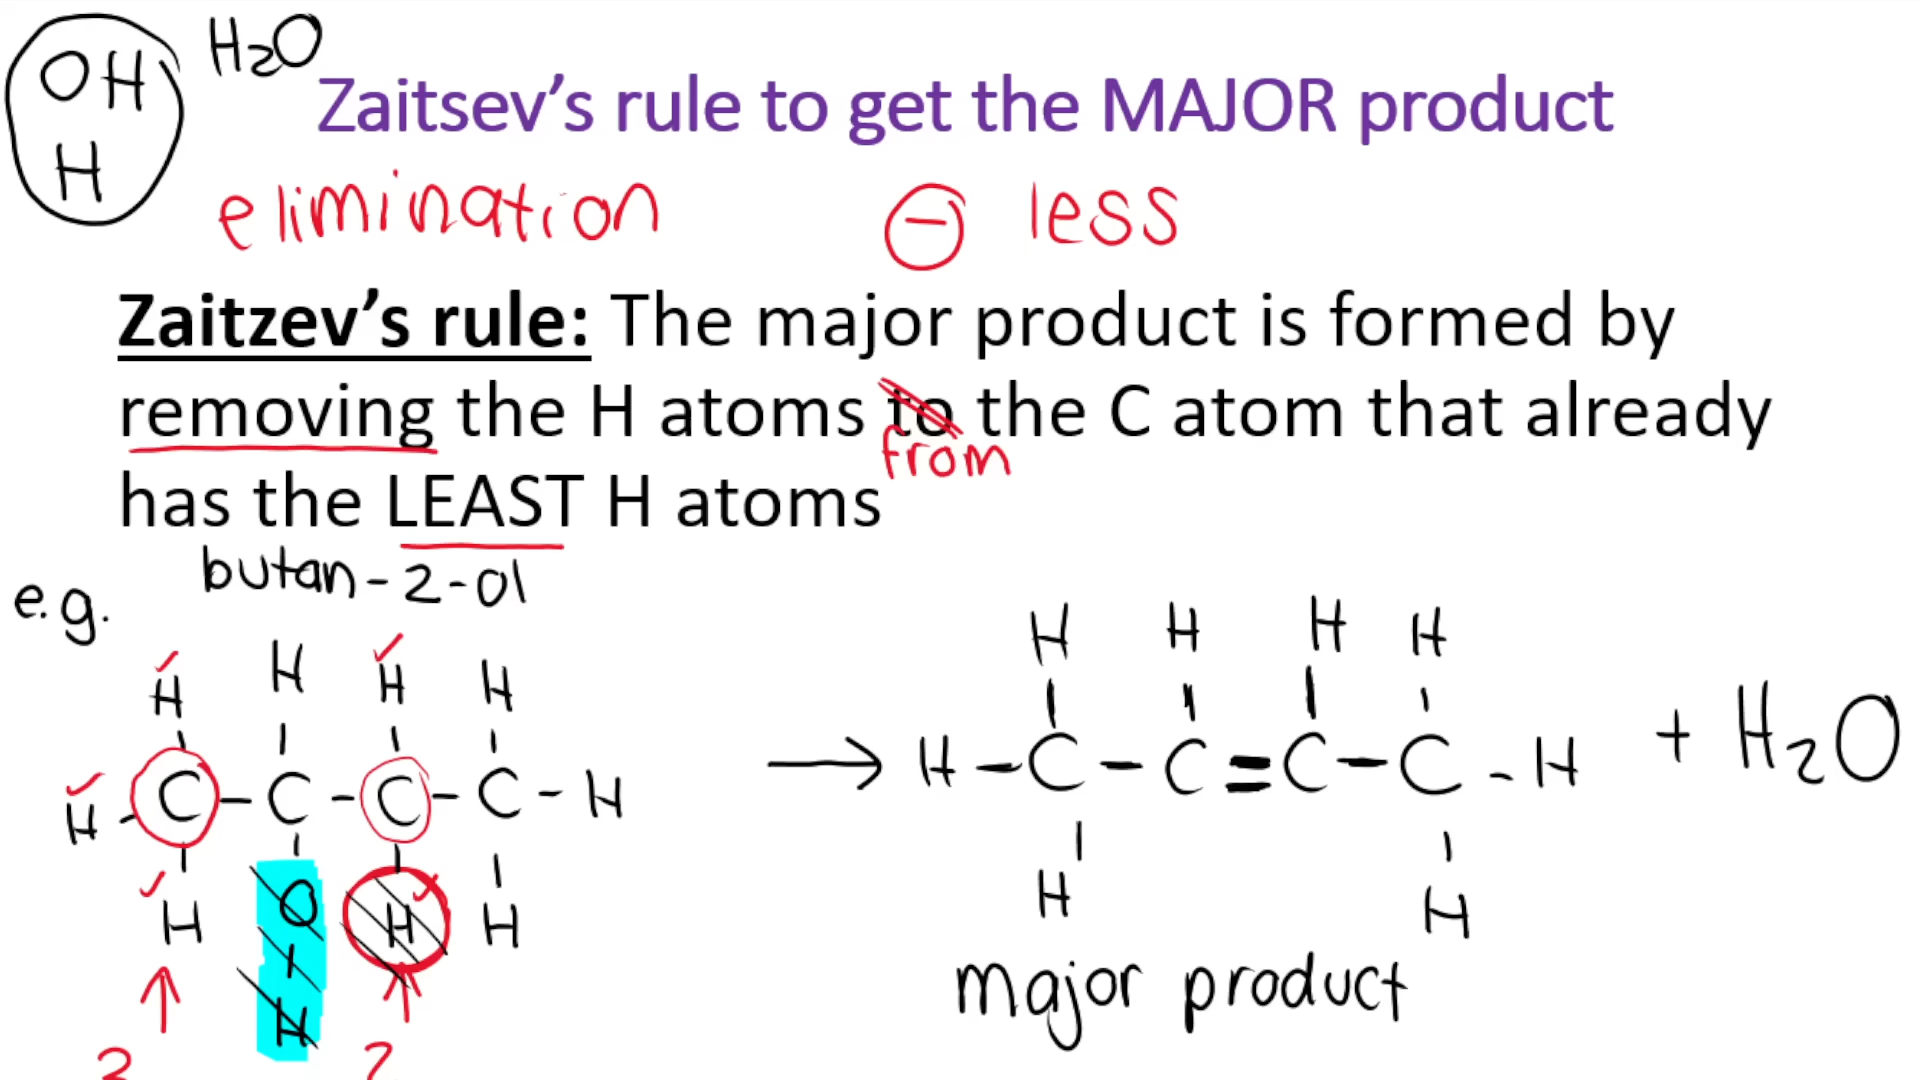 OH H₂O
H
Zaitsev's rule to get the MAJOR product
elimination − less
Zaitzev's rule: The major product is formed by
removing the H atoms to the C atom that already
from
has the LEAST H atoms
e.g. butan-2-ol
H H H H
H-C-C-C-C-H
H O H H
H
3 2
→
H H H H
H-C-C=C-C-H + H₂O
H H
major product